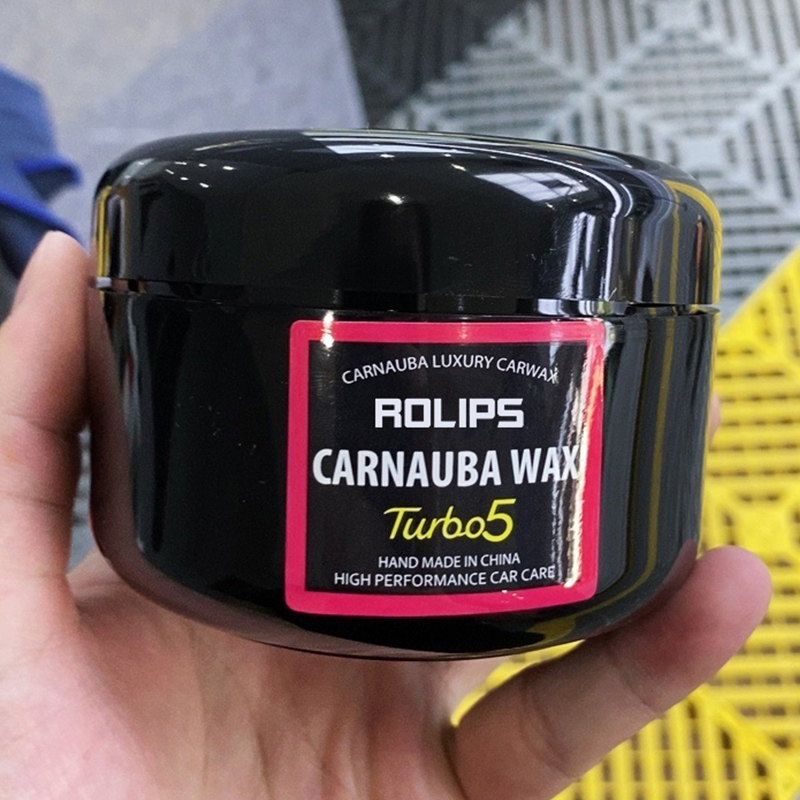 CARNAUBA LUXURY CARWAX
ROLIPS
CARNAUBA WAX
Turbo5
HAND MADE IN CHINA
HIGH PERFORMANCE CAR CARE